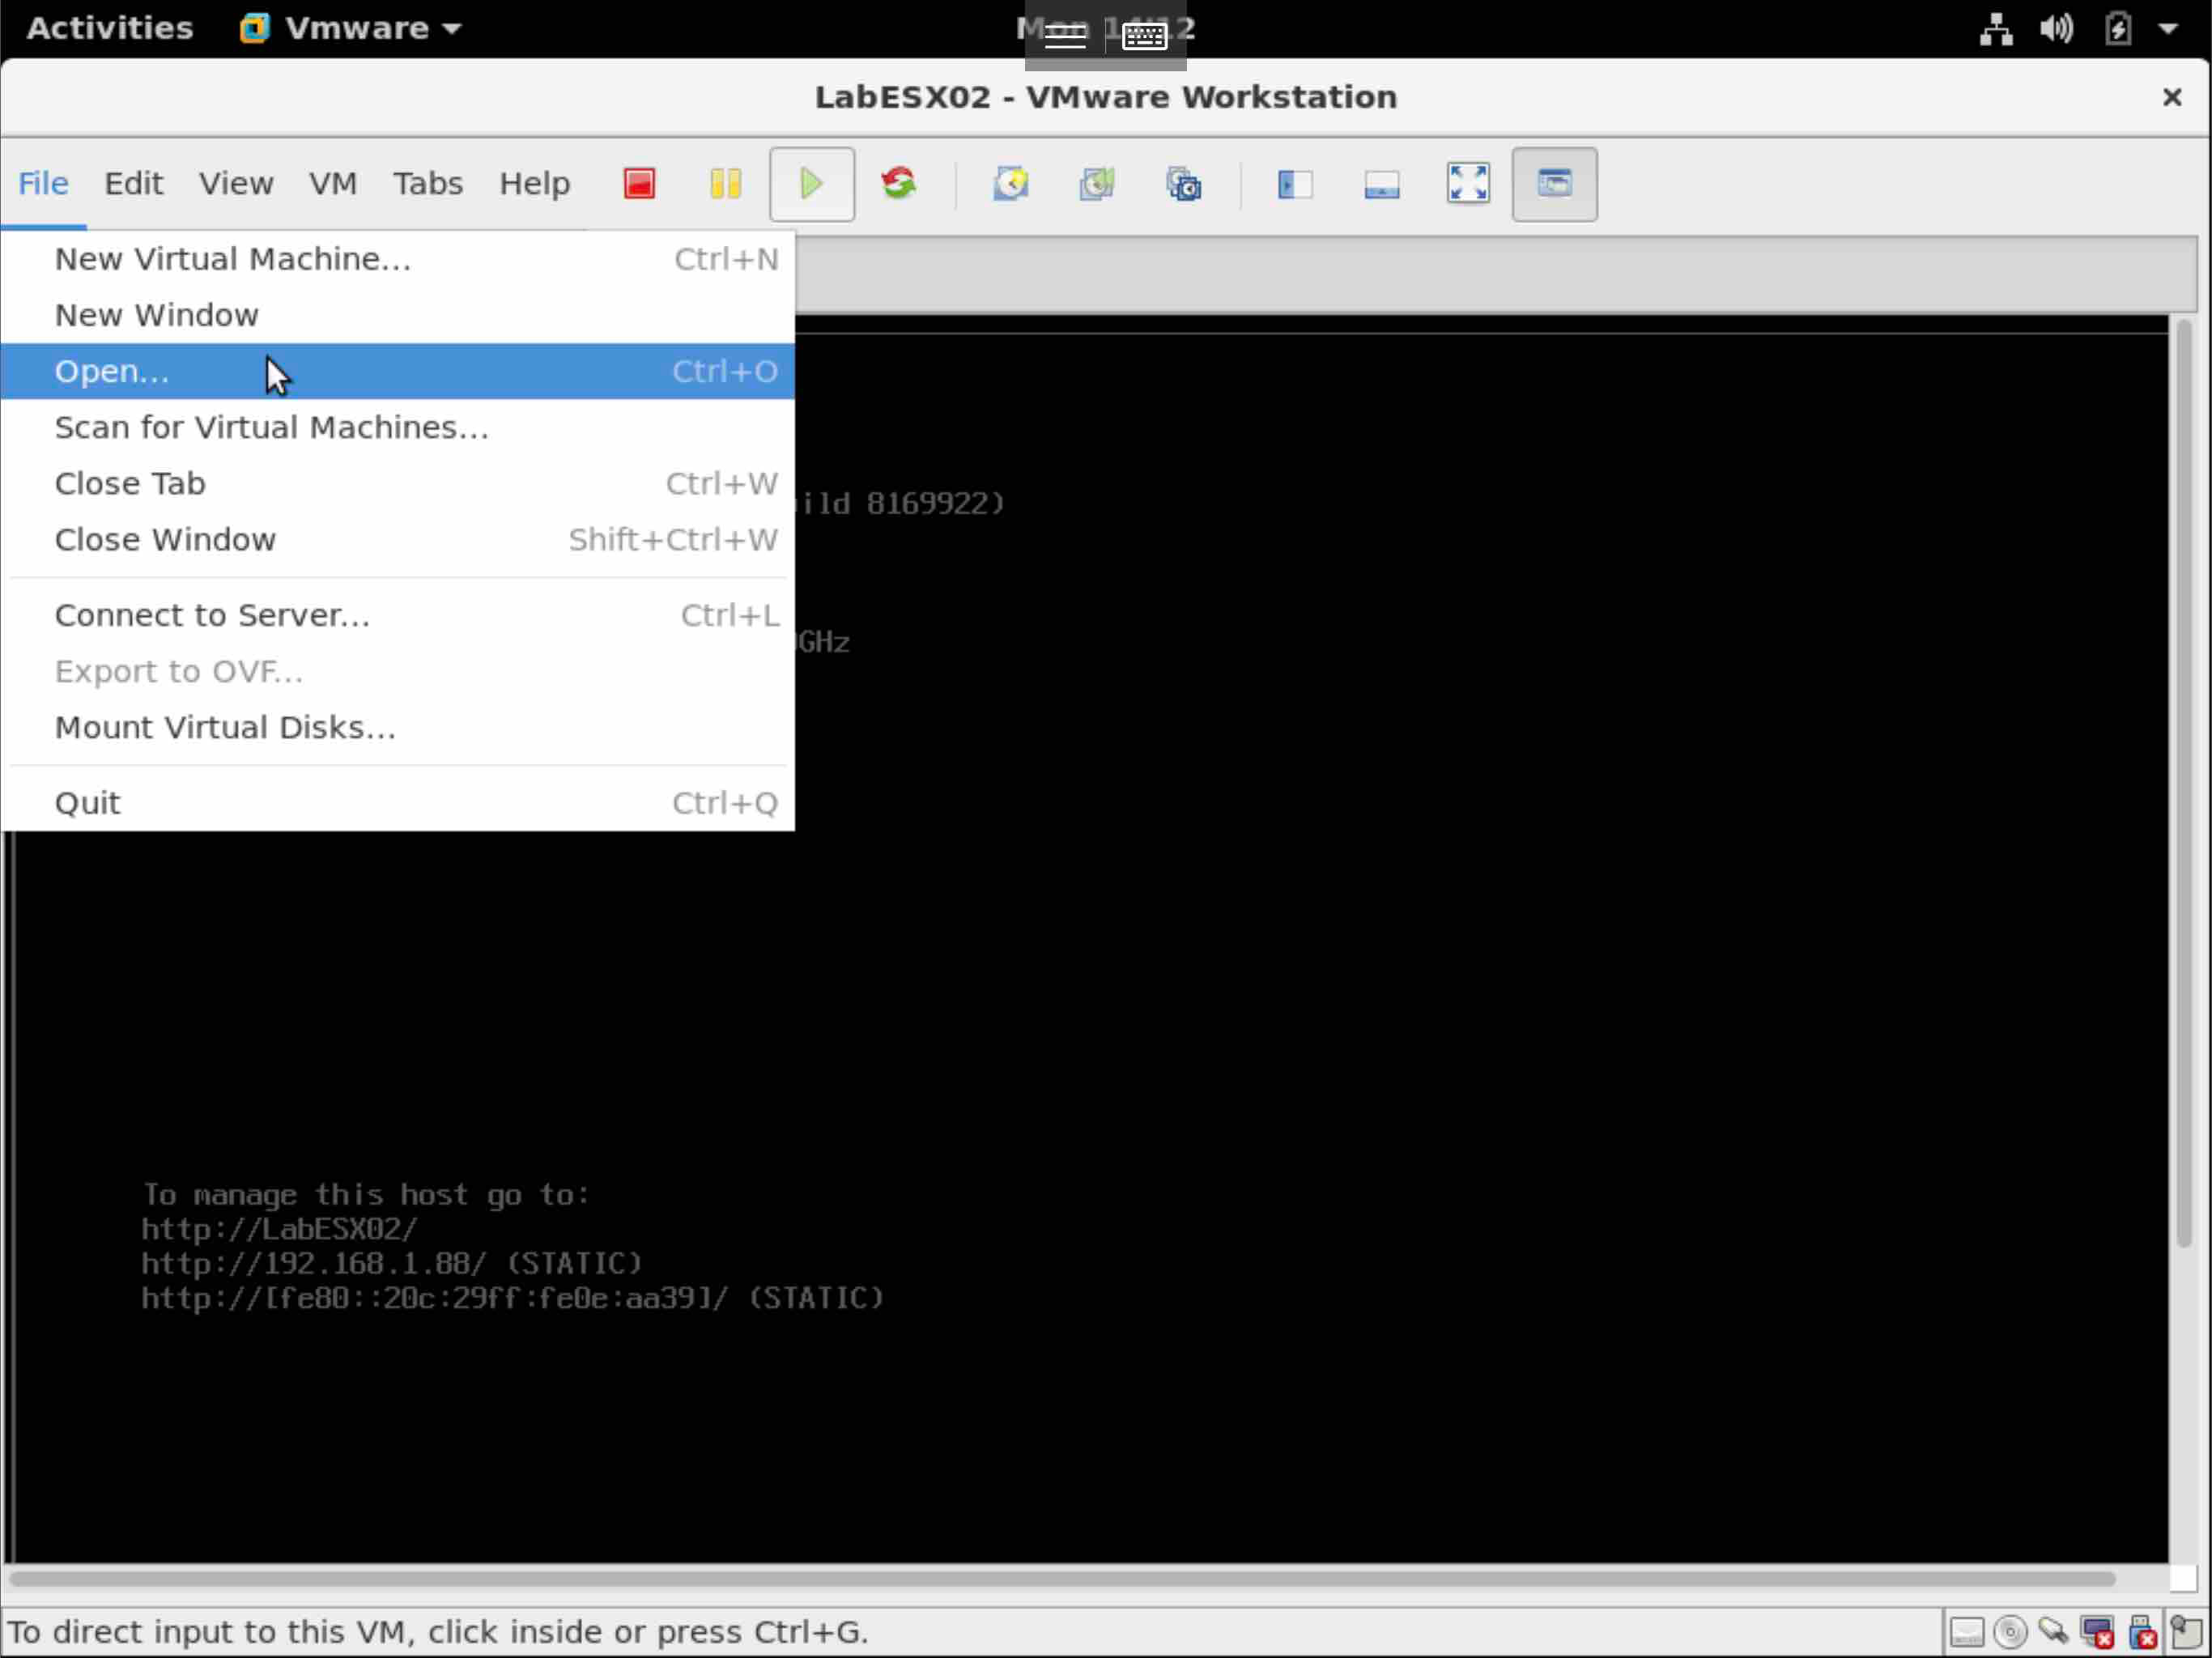 Activities Vmware Mon 14:12
LabESX02 - VMware Workstation
File Edit View VM Tabs Help
New Virtual Machine... Ctrl+N
New Window
Open... Ctrl+O
Scan for Virtual Machines...
Close Tab Ctrl+W
ild 8169922)
Close Window Shift+Ctrl+W
Connect to Server... Ctrl+L
GHz
Export to OVF...
Mount Virtual Disks...
Quit Ctrl+Q
To manage this host go to:
http://LabESX02/
http://192.168.1.88/ (STATIC)
http://[fe80::20c:29ff:fe0e:aa39]/ (STATIC)
To direct input to this VM, click inside or press Ctrl+G.